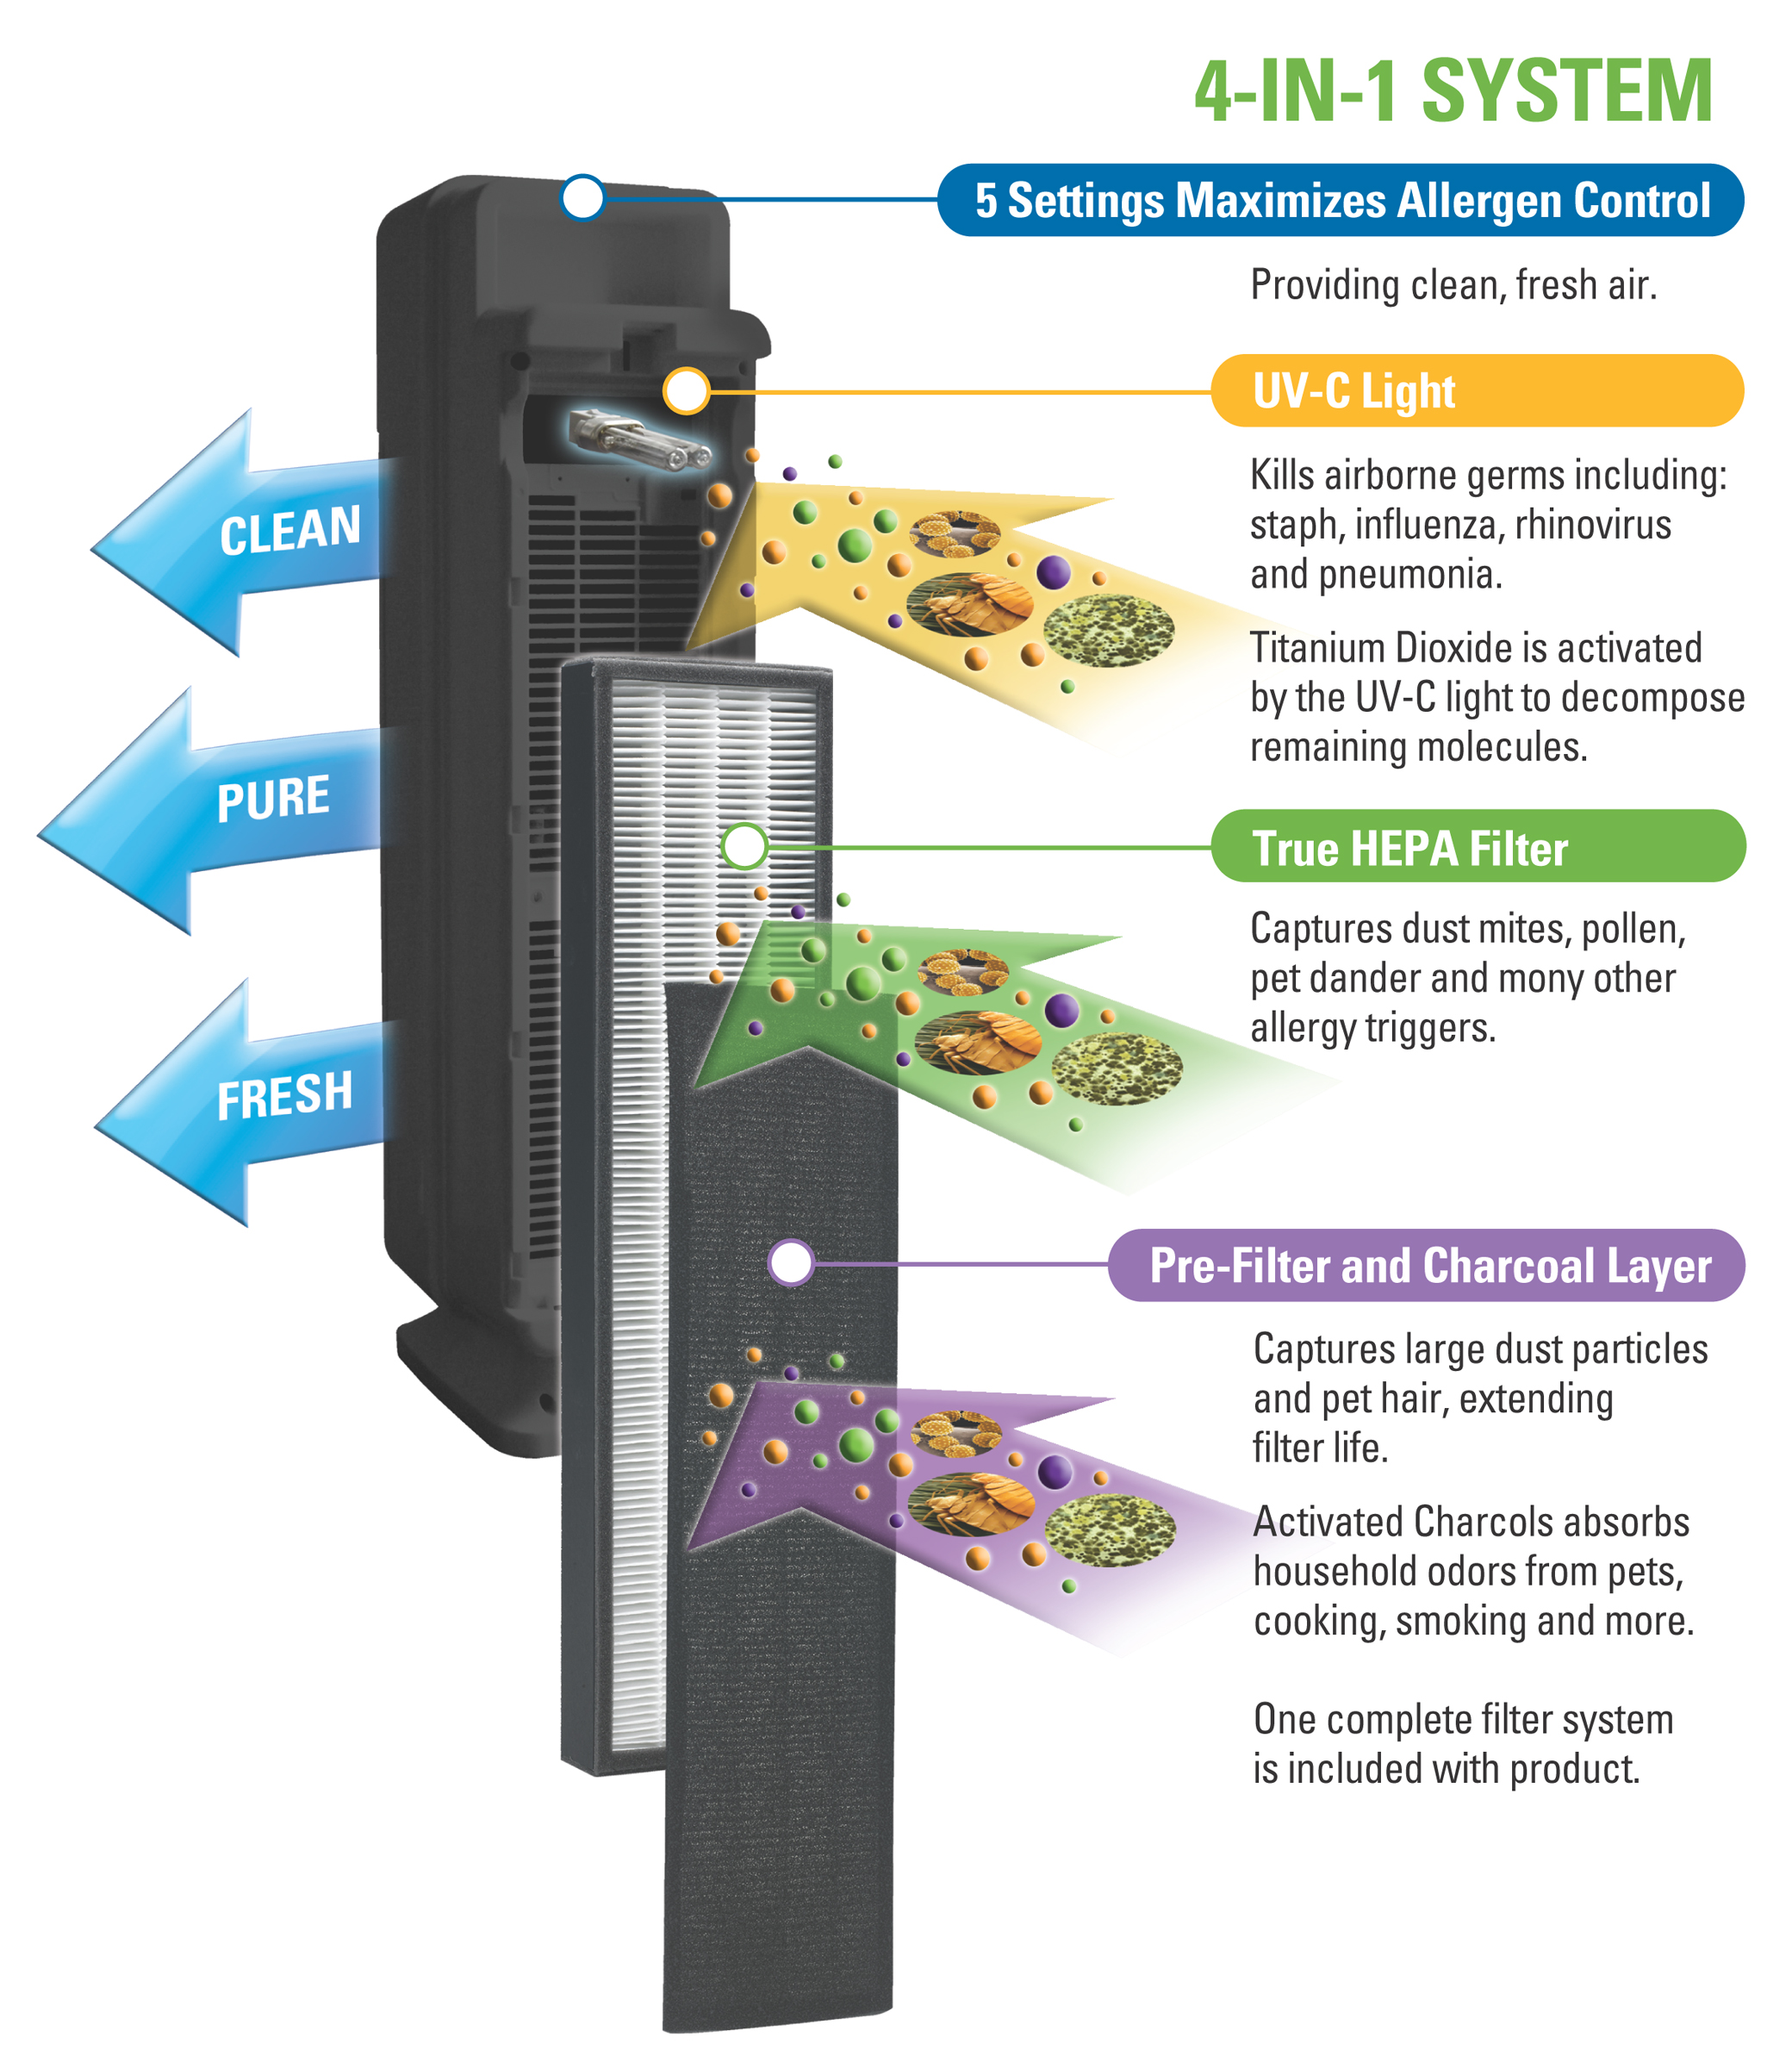 4-IN-1 SYSTEM
5 Settings Maximizes Allergen Control
Providing clean, fresh air.
UV-C Light
Kills airborne germs including:
staph, influenza, rhinovirus
and pneumonia.
Titanium Dioxide is activated
by the UV-C light to decompose
remaining molecules.
CLEAN
PURE
FRESH
True HEPA Filter
Captures dust mites, pollen,
pet dander and mony other
allergy triggers.
Pre-Filter and Charcoal Layer
Captures large dust particles
and pet hair, extending
filter life.
Activated Charcols absorbs
household odors from pets,
cooking, smoking and more.
One complete filter system
is included with product.